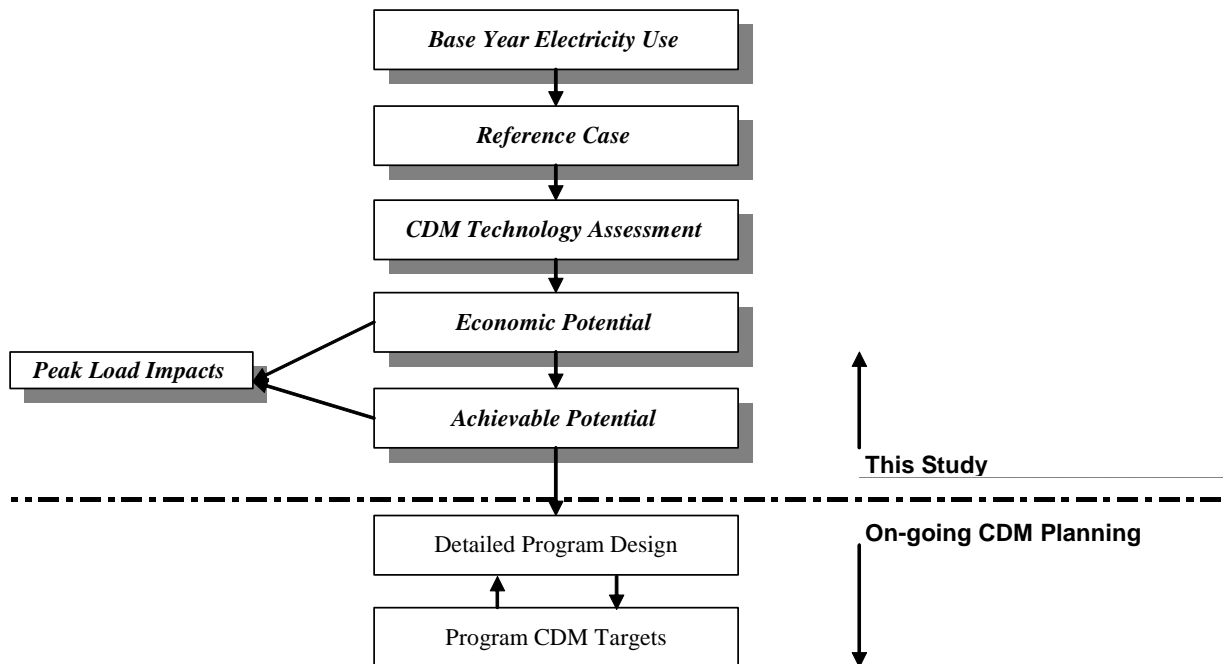 Base Year Electricity Use
Reference Case
CDM Technology Assessment
Economic Potential
Peak Load Impacts
Achievable Potential
This Study
Detailed Program Design
On-going CDM Planning
Program CDM Targets